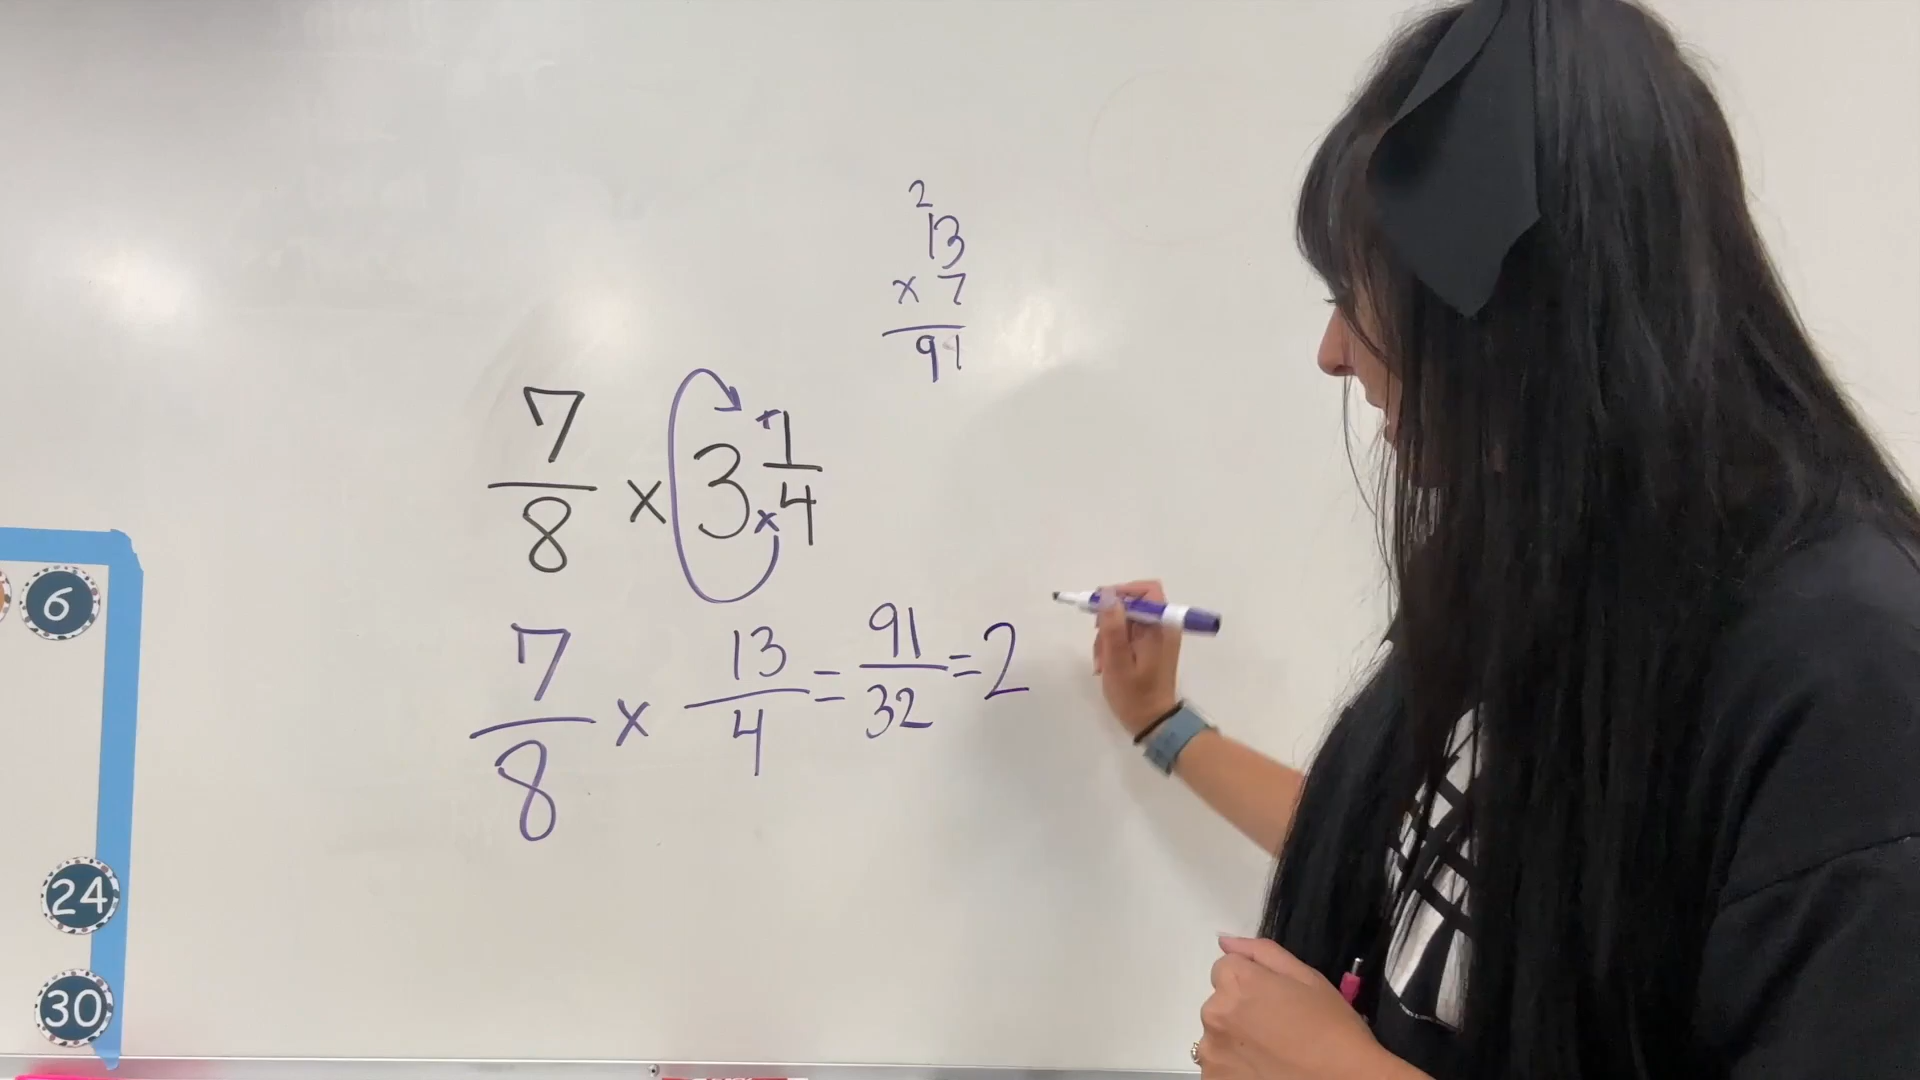 2
13
x 7
91
7/8 x 3 x + 1/4
7/8 x 13/4 = 91/32 = 2
6
24
30